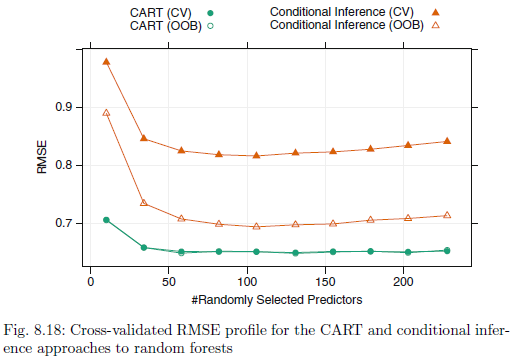 CART (CV)
CART (OOB)
Conditional Inference (CV)
Conditional Inference (OOB)
RMSE
0.9
0.8
0.7
0 50 100 150 200
#Randomly Selected Predictors
Fig. 8.18: Cross-validated RMSE profile for the CART and conditional infer-
ence approaches to random forests